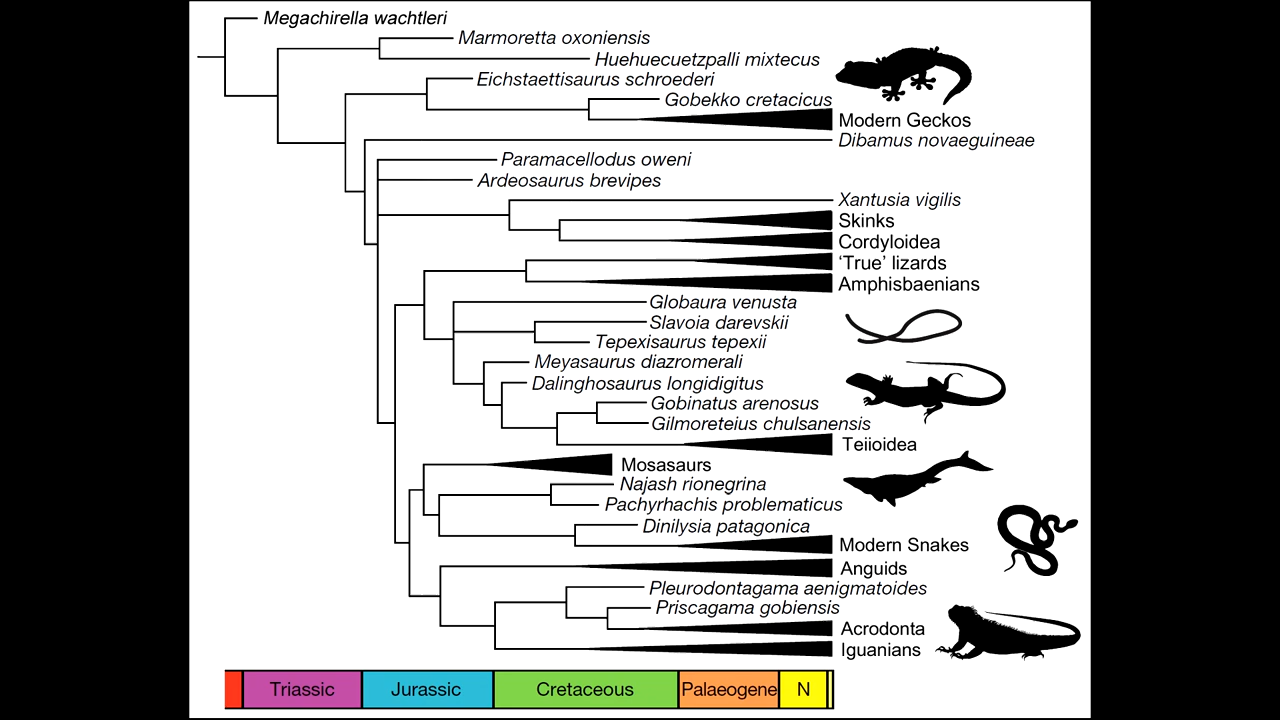 Megachirella wachtleri
Marmoretta oxoniensis
Huehuecuetzpalli mixtecus
Eichstaettisaurus schroederi
Gobekko cretacicus
Modern Geckos
Dibamus novaeguineae
Paramacellodus oweni
Ardeosaurus brevipes
Xantusia vigilis
Skinks
Cordyloidea
‘True’ lizards
Amphisbaenians
Globaura venusta
Slavoia darevskii
Tepexisaurus tepexii
Meyasaurus diazromerali
Dalinghosaurus longidigitus
Gobinatus arenosus
Gilmoreteius chulsanensis
Teiioidea
Mosasaurs
Najash rionegrina
Pachyrhachis problematicus
Dinilysia patagonica
Modern Snakes
Anguids
Pleurodontagama aenigmatoides
Priscagama gobiensis
Acrodonta
Iguanians
Triassic Jurassic Cretaceous Palaeogene N